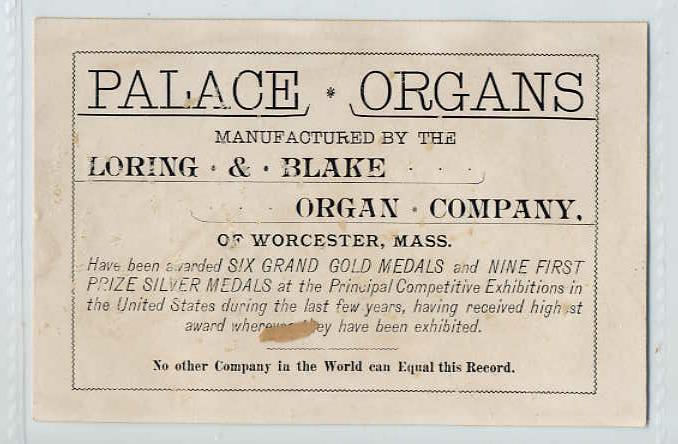 PALACE * ORGANS
MANUFACTURED BY THE
LORING · & · BLAKE
ORGAN · COMPANY,
OF WORCESTER, MASS.
Have been awarded SIX GRAND GOLD MEDALS and NINE FIRST
PRIZE SILVER MEDALS at the Principal Competitive Exhibitions in
the United States during the last few years, having received highest
award wherever they have been exhibited.
No other Company in the World can Equal this Record.